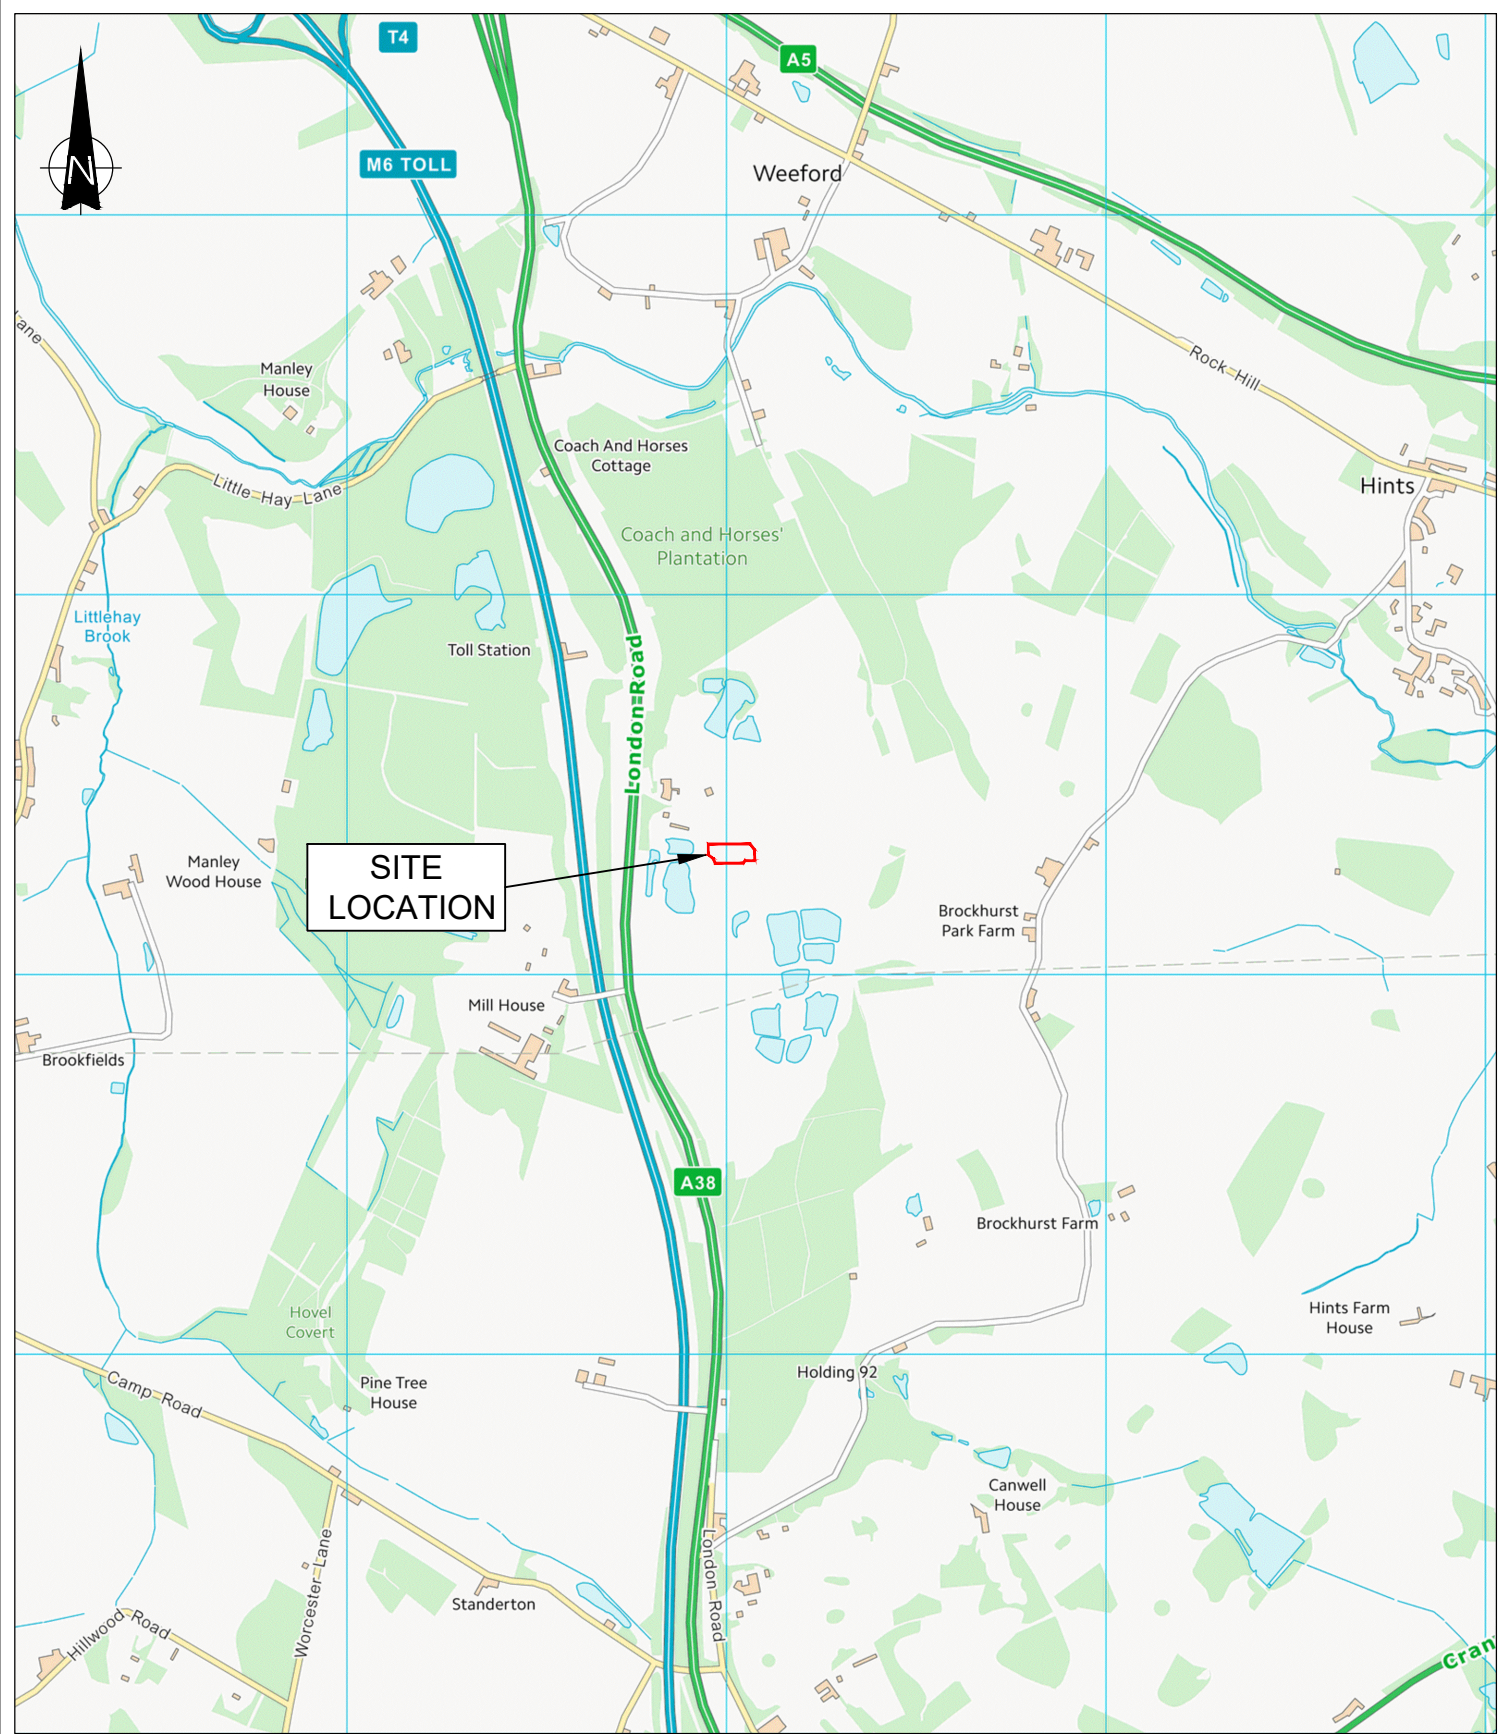 T4
A5
M6 TOLL
N
Weeford
Lane
Rock Hill
Manley
House
Coach And Horses
Cottage
Little Hay Lane
Hints
Coach and Horses'
Plantation
Littlehay
Brook
Toll Station
London Road
SITE
LOCATION
Manley
Wood House
Brockhurst
Park Farm
Mill House
Brookfields
A38
Brockhurst Farm
Hovel
Covert
Hints Farm
House
Holding 92
Pine Tree
House
Camp Road
Canwell
House
Worcester Lane
London Road
Standerton
Hillwood Road
Cran